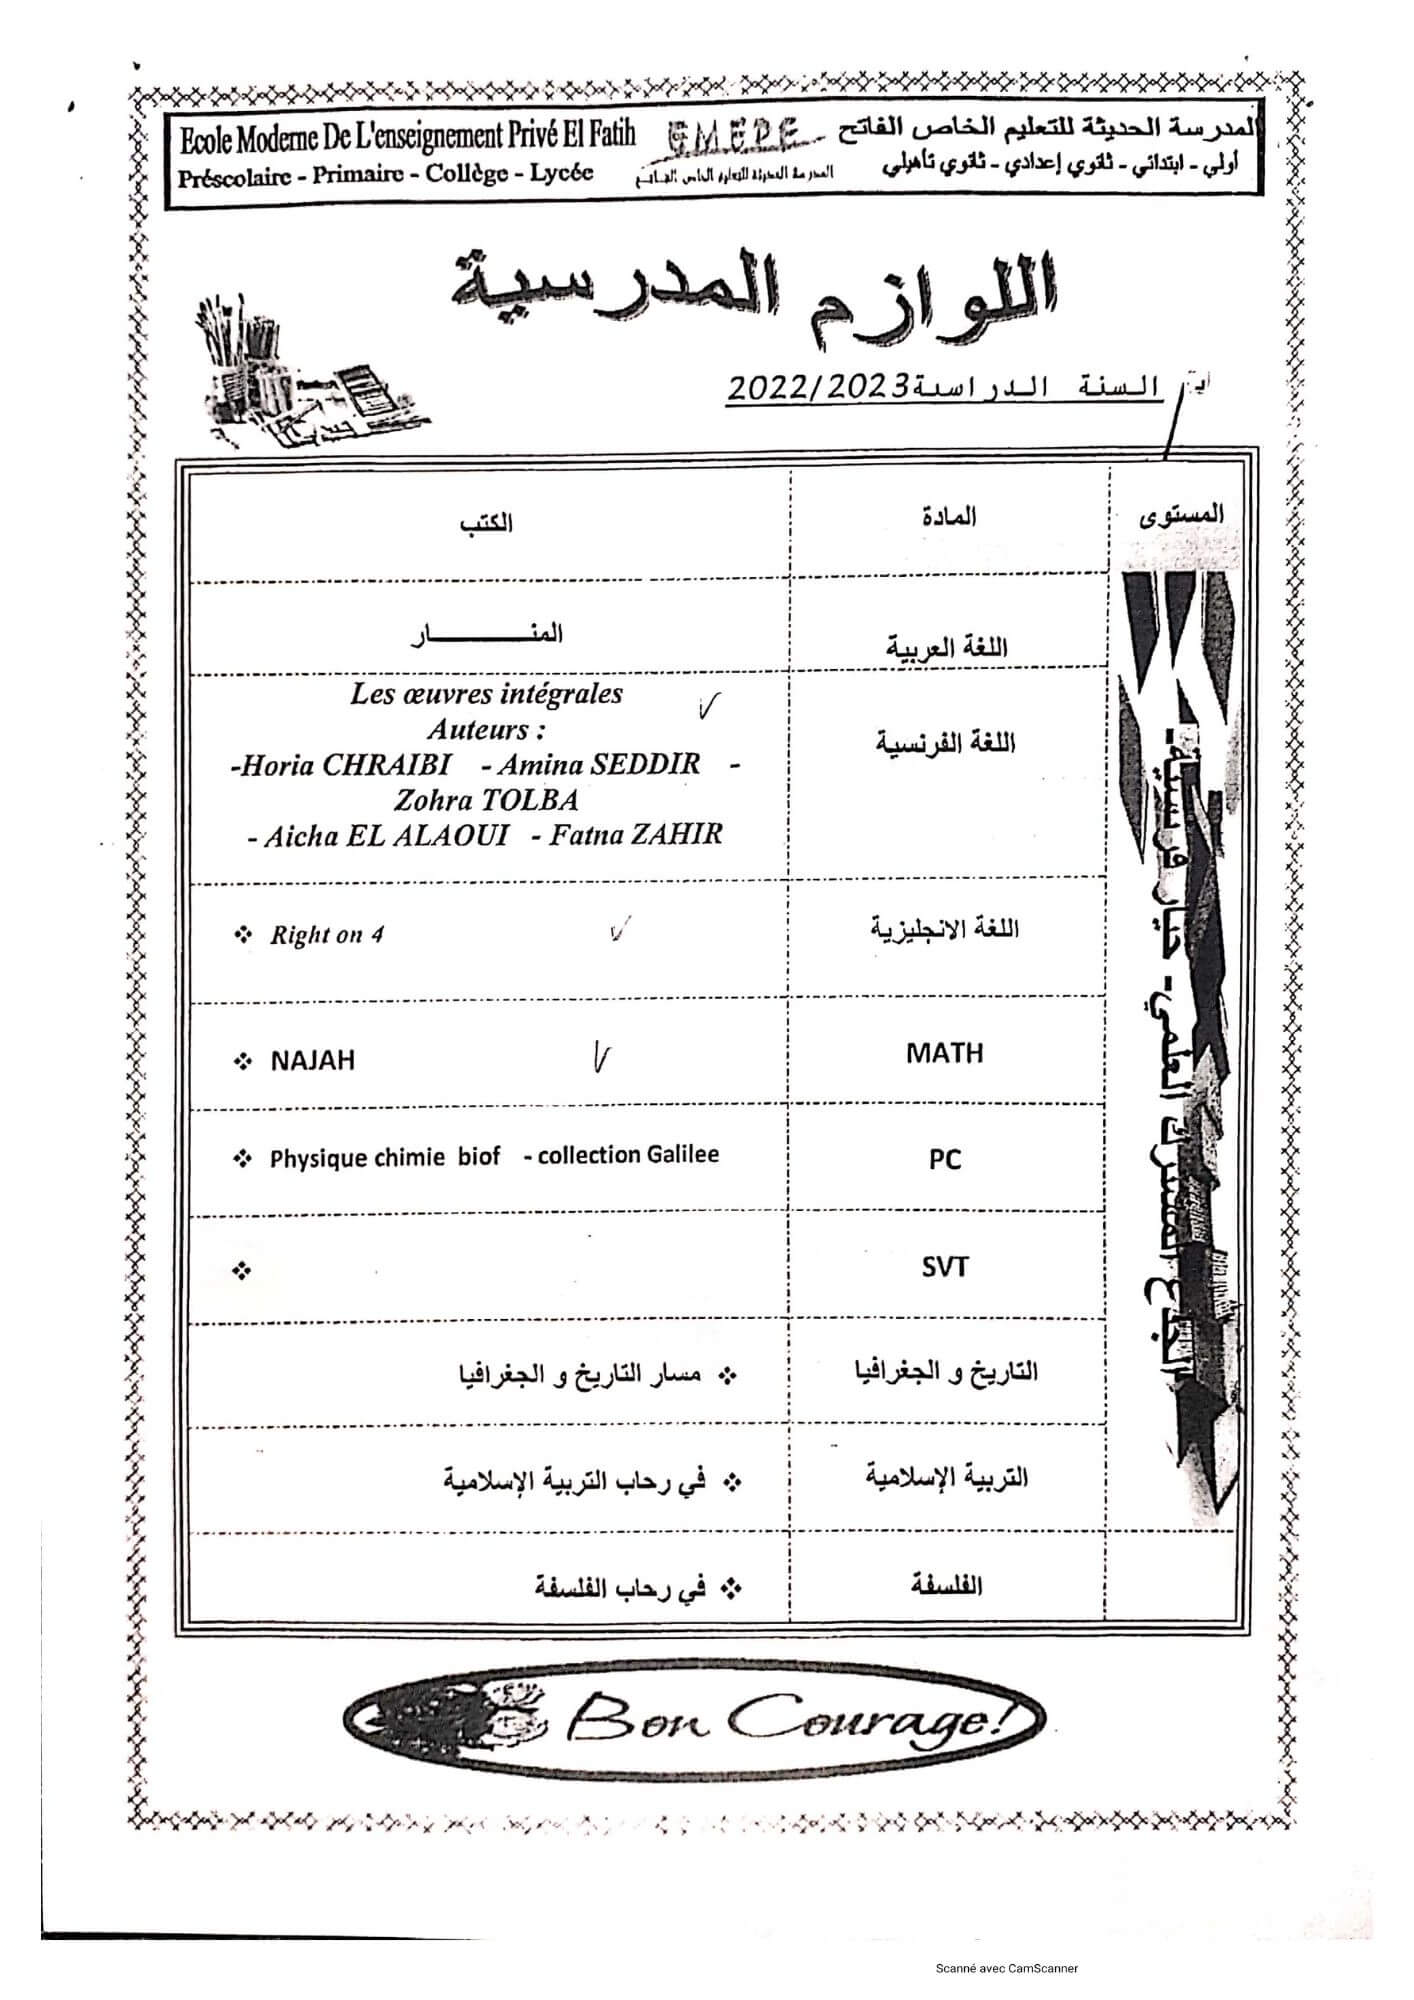 Ecole Moderne De L'enseignement Privé El Fatih
Préscolaire - Primaire - Collège - Lycée
EMEPE
المدرسة الحديثة للتعليم الخاص الفاتح
المدرسة الحديثة للتعليم الخاص الفاتح
أولي - ابتدائي - ثانوي إعدادي - ثانوي تأهيلي
اللوازم المدرسية
السنة الدراسية 2022/2023
المستوى
المادة
الكتب
الجذع المشترك العلمي - خيار فرنسية -
اللغة العربية
المنــــــــار
اللغة الفرنسية
Les œuvres intégrales
Auteurs :
-Horia CHRAIBI - Amina SEDDIR -
Zohra TOLBA
- Aicha EL ALAOUI - Fatna ZAHIR
اللغة الانجليزية
❖ Right on 4
MATH
❖ NAJAH
PC
❖ Physique chimie biof - collection Galilee
SVT
❖
التاريخ و الجغرافيا
❖ مسار التاريخ و الجغرافيا
التربية الإسلامية
❖ في رحاب التربية الإسلامية
الفلسفة
❖ في رحاب الفلسفة
Bon Courage!
Scanné avec CamScanner